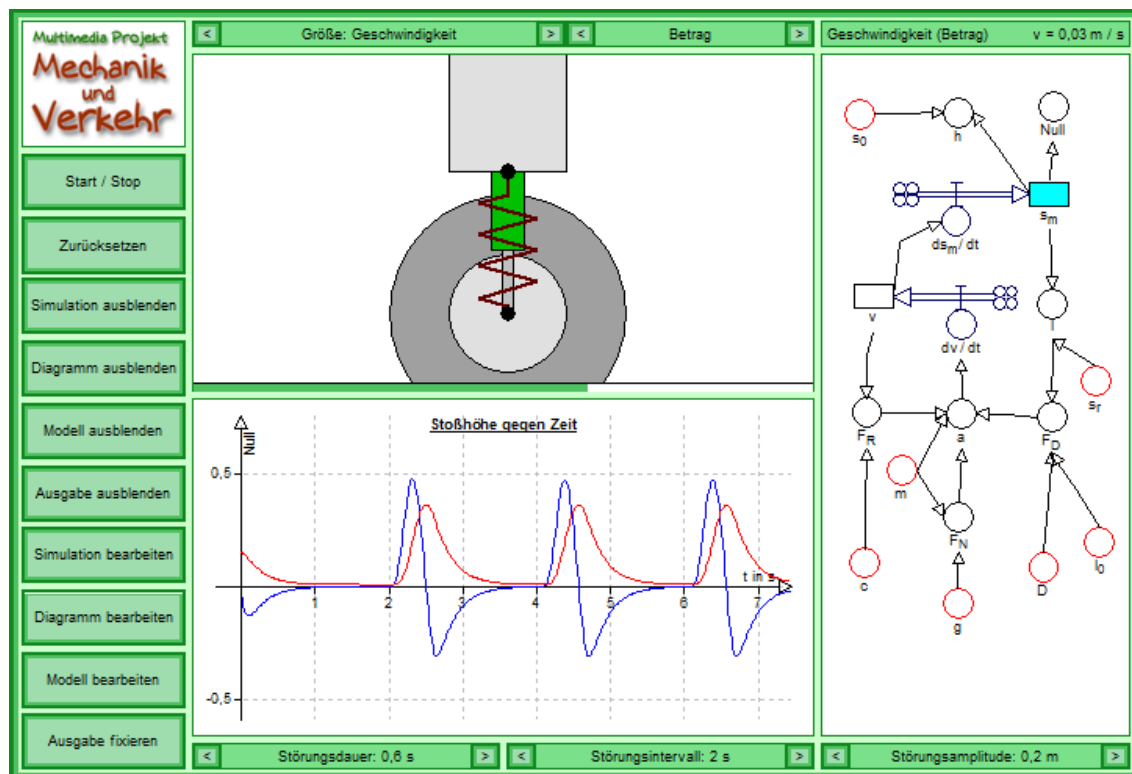 Multimedia Projekt
Mechanik
und
Verkehr
< Größe: Geschwindigkeit >
< Betrag >
Geschwindigkeit (Betrag) v = 0,03 m / s
Start / Stop
Zurücksetzen
Simulation ausblenden
Diagramm ausblenden
Modell ausblenden
Ausgabe ausblenden
Simulation bearbeiten
Diagramm bearbeiten
Modell bearbeiten
Ausgabe fixieren
Stoßhöhe gegen Zeit
Null
0,5
-0,5
t in s
1 2 3 4 5 6 7
s0
h
Null
sm
dsm/ dt
v
l
dv / dt
sr
FR
a
FD
m
FN
c
D
l0
g
< Störungsdauer: 0,6 s >
< Störungsintervall: 2 s >
< Störungsamplitude: 0,2 m >